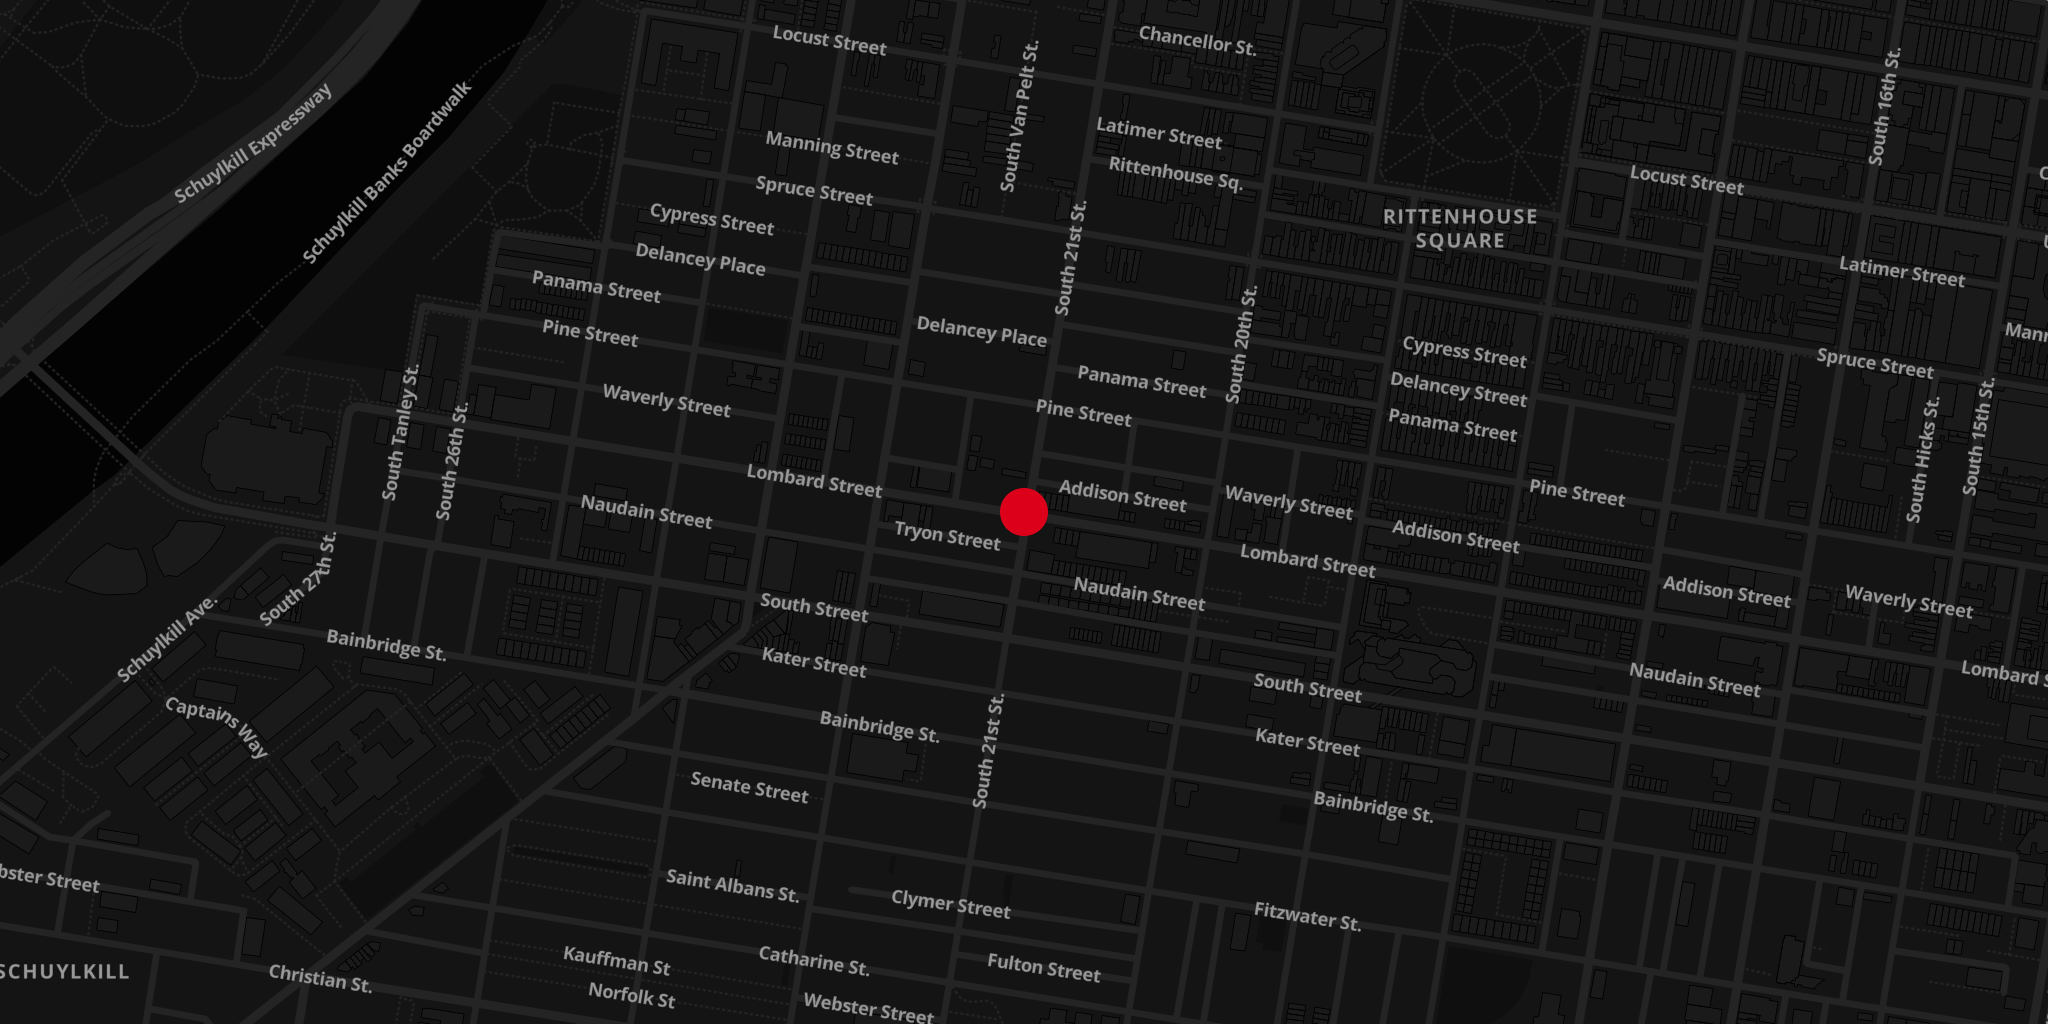 Locust Street
Chancellor St.
South Van Pelt St.
South 16th St.
Schuylkill Expressway
Schuylkill Banks Boardwalk
Manning Street
Latimer Street
Rittenhouse Sq.
Locust Street
Spruce Street
Cypress Street
Delancey Place
South 21st St.
RITTENHOUSE
SQUARE
Latimer Street
Panama Street
Pine Street
Delancey Place
South 20th St.
Cypress Street
Delancey Street
Panama Street
Spruce Street
Waverly Street
Panama Street
Pine Street
South Tanley St.
South 26th St.
South Hicks St.
South 15th St.
Lombard Street
Addison Street
Waverly Street
Pine Street
Naudain Street
Tryon Street
Addison Street
Lombard Street
South 27th St.
Naudain Street
Addison Street
Waverly Street
South Street
Schuylkill Ave.
Bainbridge St.
Kater Street
South Street
Naudain Street
Lombard S
Captains Way
Bainbridge St.
South 21st St.
Kater Street
Senate Street
Bainbridge St.
bster Street
Saint Albans St.
Clymer Street
Fitzwater St.
SCHUYLKILL
Christian St.
Kauffman St
Catharine St.
Fulton Street
Norfolk St
Webster Street